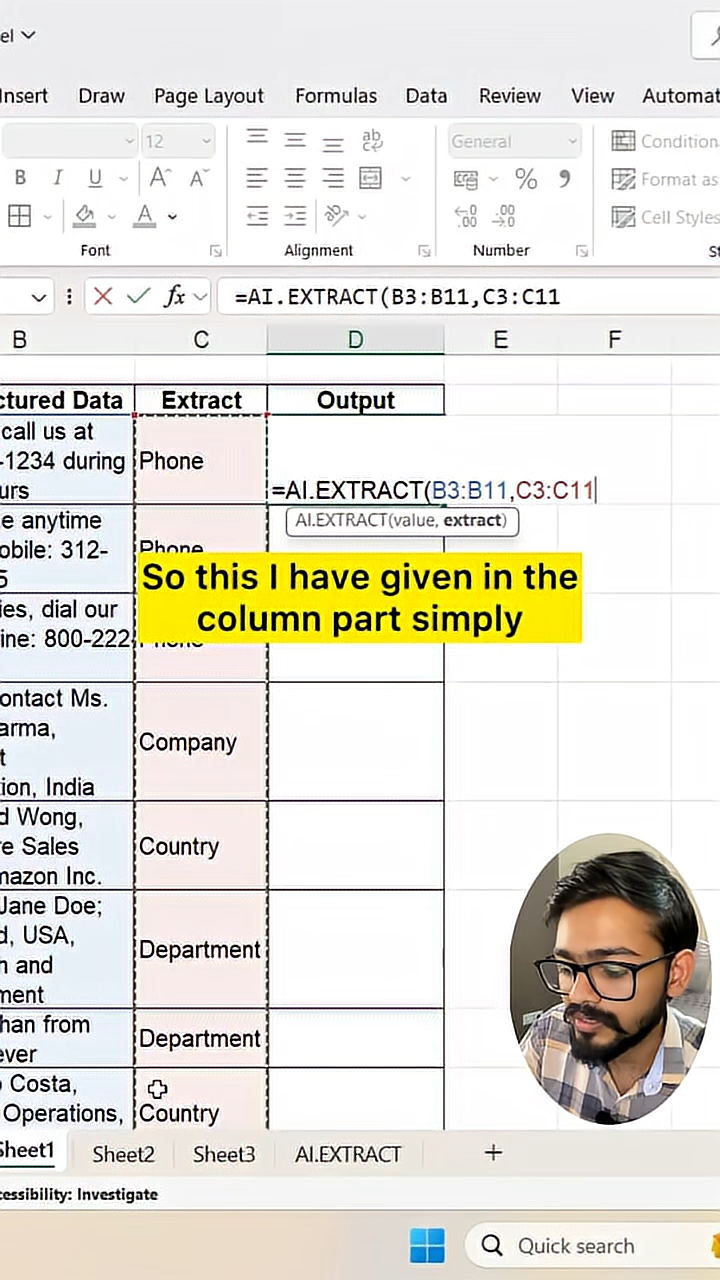 el
Insert Draw Page Layout Formulas Data Review View Automat
12 General Condition
B I U A A % Format as
A Cell Styles
Font Alignment Number
fx =AI.EXTRACT(B3:B11,C3:C11
B C D E F
ctured Data Extract Output
call us at
-1234 during Phone
urs =AI.EXTRACT(B3:B11,C3:C11
e anytime AI.EXTRACT(value, extract)
obile: 312- Phone
5
So this I have given in the
column part simply
ies, dial our
ine: 800-222
ontact Ms.
arma, Company
t
tion, India
d Wong,
re Sales Country
mazon Inc.
Jane Doe;
d, USA, Department
h and
ment
han from Department
ever
o Costa,
Operations, Country
Sheet1 Sheet2 Sheet3 AI.EXTRACT +
cessibility: Investigate
Quick search